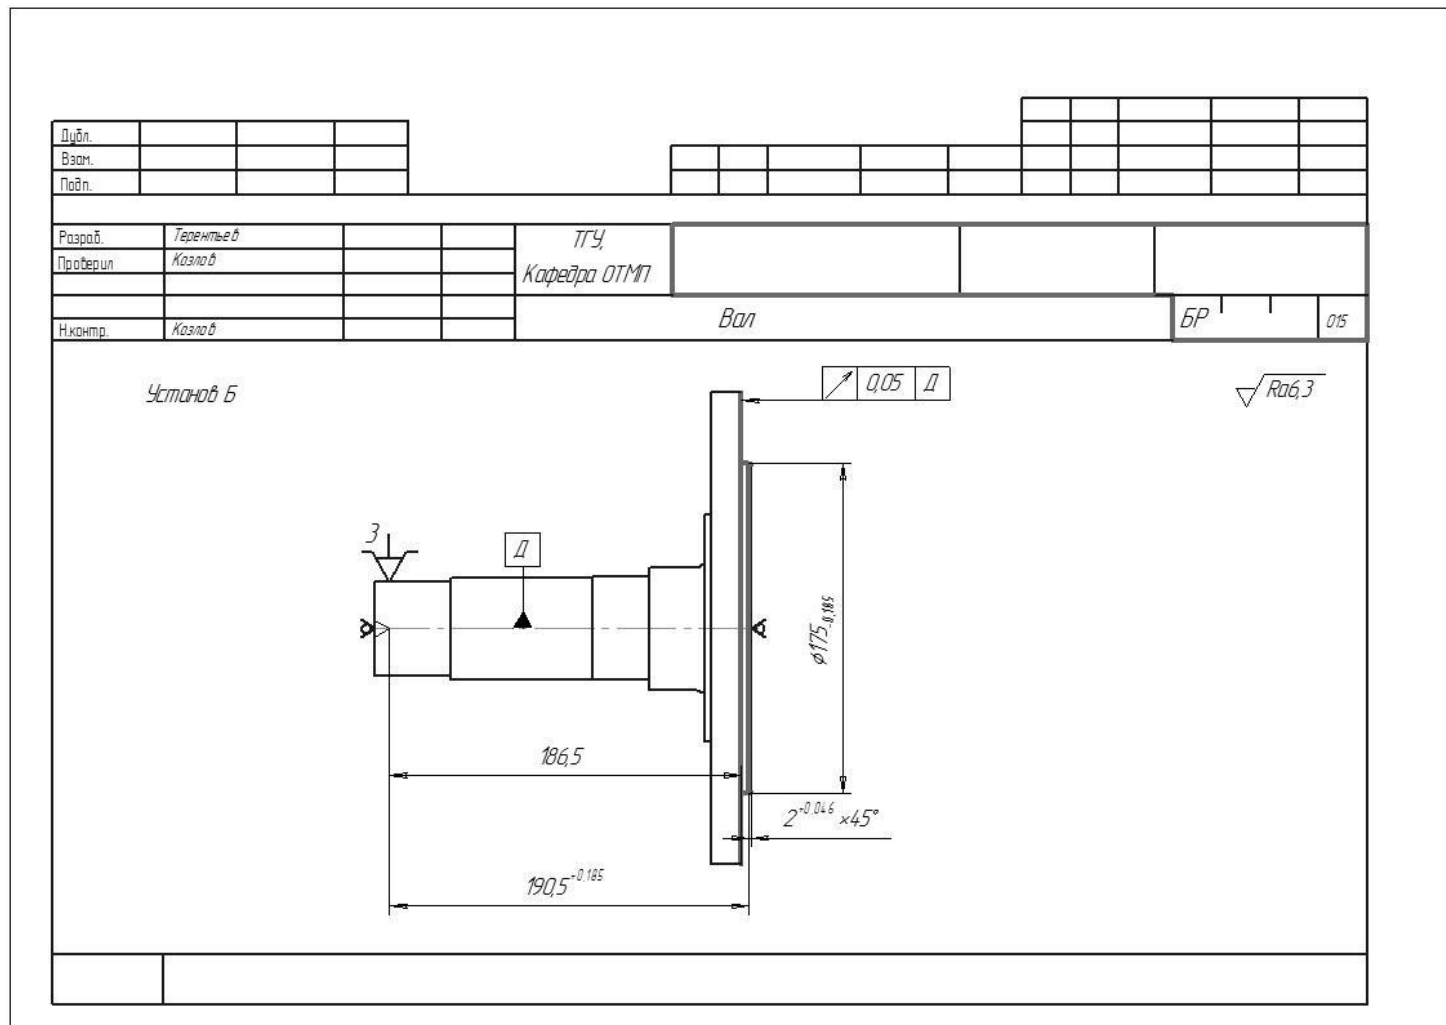 Дубл.
Взам.
Подп.
Разраб. Терентьев
Проверил Козлов
ТГУ,
Кафедра ОТМП
Н.контр. Козлов
Вал
БР 015
Установ Б
0,05 Д
Ra6,3
3
Д
φ175-0,185
186,5
2+0,046 ×45°
190,5+0,185